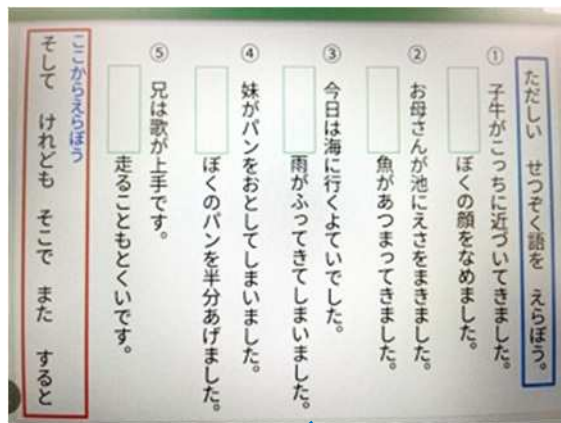 ただしい せつぞく語を えらぼう。
① 子牛がこっちに近づいてきました。
ぼくの顔をなめました。
② お母さんが池にえさをまきました。
魚があつまってきました。
③ 今日は海に行くよていでした。
雨がふってきてしまいました。
④ 妹がパンをおとしてしまいました。
ぼくのパンを半分あげました。
⑤ 兄は歌が上手です。
走ることもとくいです。
ここからえらぼう
そして けれども そこで また すると